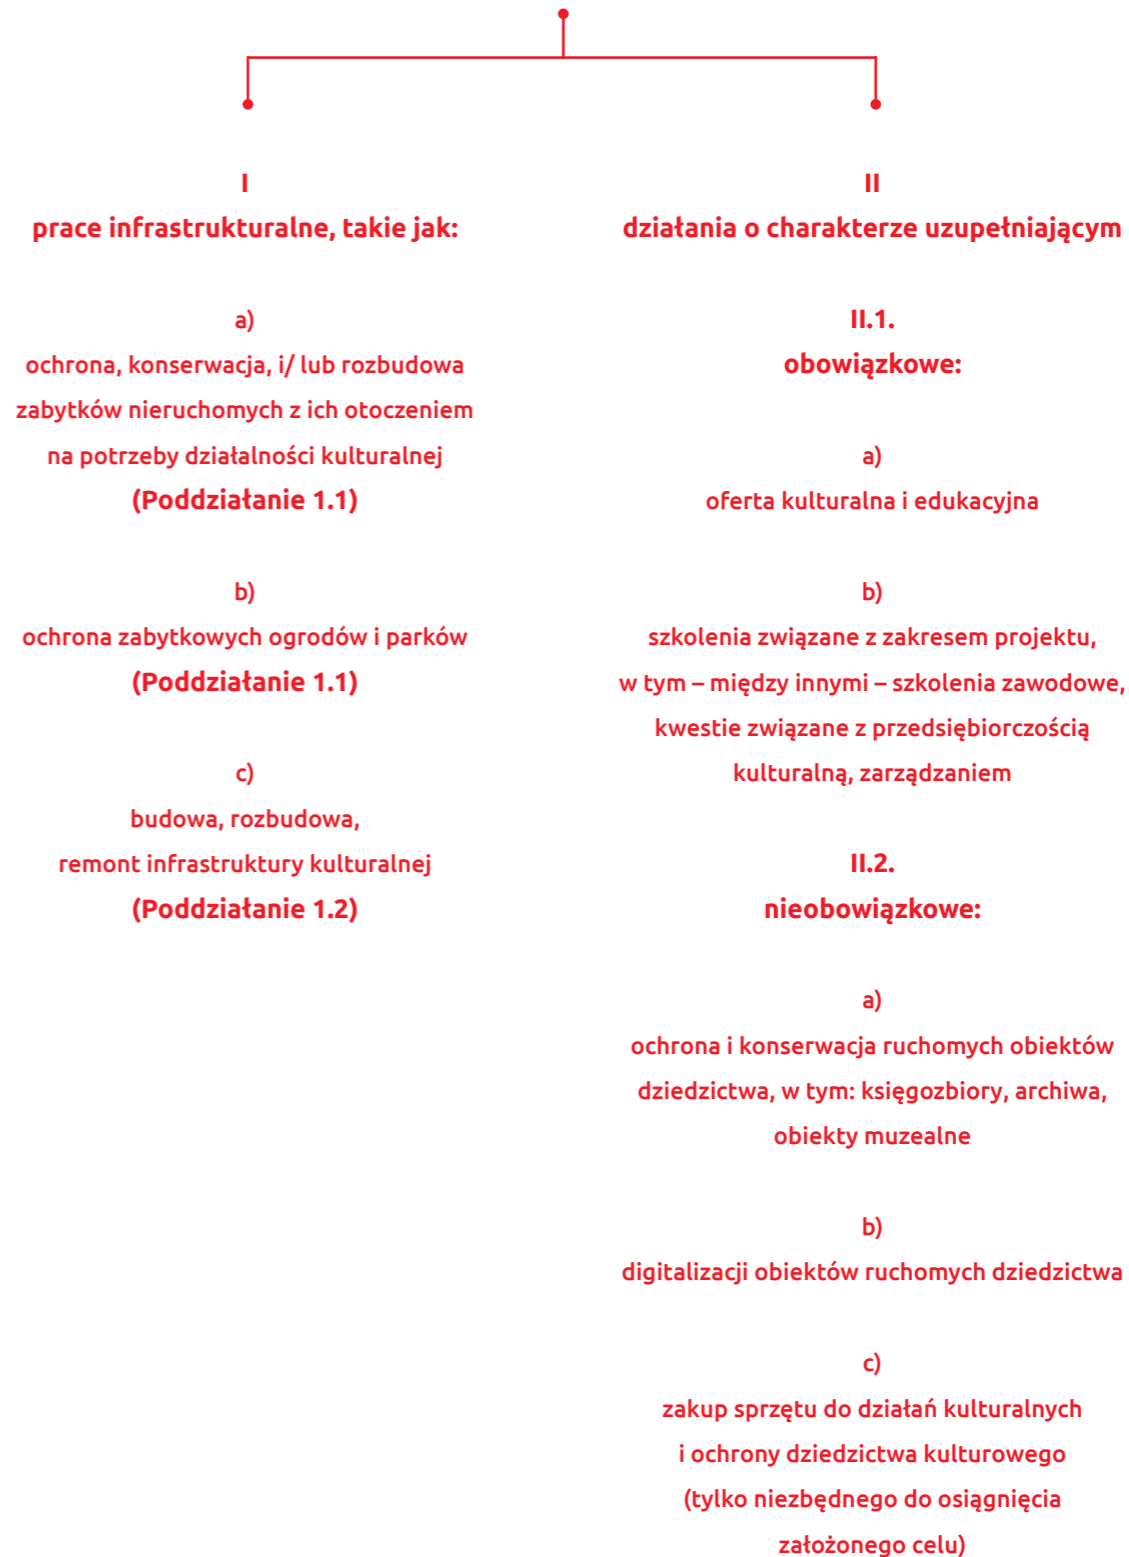 I
prace infrastrukturalne, takie jak:
a)
ochrona, konserwacja, i/ lub rozbudowa
zabytków nieruchomych z ich otoczeniem
na potrzeby działalności kulturalnej
(Poddziałanie 1.1)
b)
ochrona zabytkowych ogrodów i parków
(Poddziałanie 1.1)
c)
budowa, rozbudowa,
remont infrastruktury kulturalnej
(Poddziałanie 1.2)
II
działania o charakterze uzupełniającym
II.1.
obowiązkowe:
a)
oferta kulturalna i edukacyjna
b)
szkolenia związane z zakresem projektu,
w tym – między innymi – szkolenia zawodowe,
kwestie związane z przedsiębiorczością
kulturalną, zarządzaniem
II.2.
nieobowiązkowe:
a)
ochrona i konserwacja ruchomych obiektów
dziedzictwa, w tym: księgozbiory, archiwa,
obiekty muzealne
b)
digitalizacji obiektów ruchomych dziedzictwa
c)
zakup sprzętu do działań kulturalnych
i ochrony dziedzictwa kulturowego
(tylko niezbędnego do osiągnięcia
założonego celu)